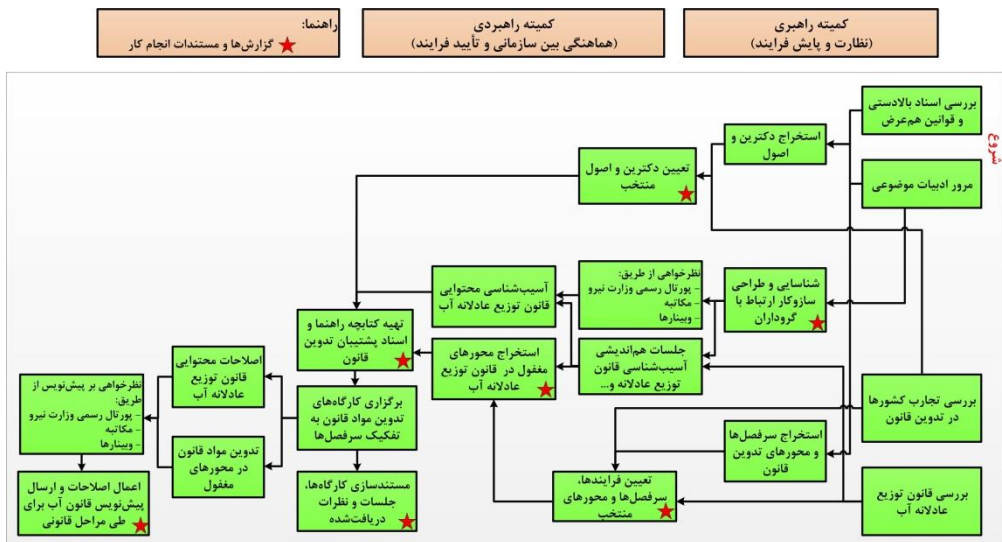 کمیته راهبری
(نظارت و پایش فرایند)
کمیته راهبردی
(هماهنگی بین سازمانی و تأیید فرایند)
راهنما:
گزارش‌ها و مستندات انجام کار
شروع
بررسی اسناد بالادستی
و قوانین هم‌عرض
مرور ادبیات موضوعی
بررسی تجارب کشورها
در تدوین قانون
بررسی قانون توزیع
عادلانه آب
استخراج دکترین و
اصول
شناسایی و طراحی
سازوکار ارتباط با
گروداران
استخراج سرفصل‌ها
و محورهای تدوین
قانون
تعیین دکترین و اصول
منتخب
نظرخواهی از طریق:
- پورتال رسمی وزارت نیرو
- مکاتبه
- وبینارها
جلسات هم‌اندیشی
آسیب‌شناسی قانون
توزیع عادلانه و...
تعیین فرایندها،
سرفصل‌ها و محورهای
منتخب
آسیب‌شناسی محتوایی
قانون توزیع عادلانه آب
استخراج محورهای
مغفول در قانون توزیع
عادلانه آب
تهیه کتابچه راهنما و
اسناد پشتیبان تدوین
قانون
برگزاری کارگاه‌های
تدوین مواد قانون به
تفکیک سرفصل‌ها
مستندسازی کارگاه‌ها،
جلسات و نظرات
دریافت‌شده
اصلاحات محتوایی
قانون توزیع
عادلانه آب
تدوین مواد قانون
در محورهای
مغفول
نظرخواهی بر پیش‌نویس از
طریق:
- پورتال رسمی وزارت نیرو
- مکاتبه
- وبینارها
اعمال اصلاحات و ارسال
پیش‌نویس قانون آب برای
طی مراحل قانونی